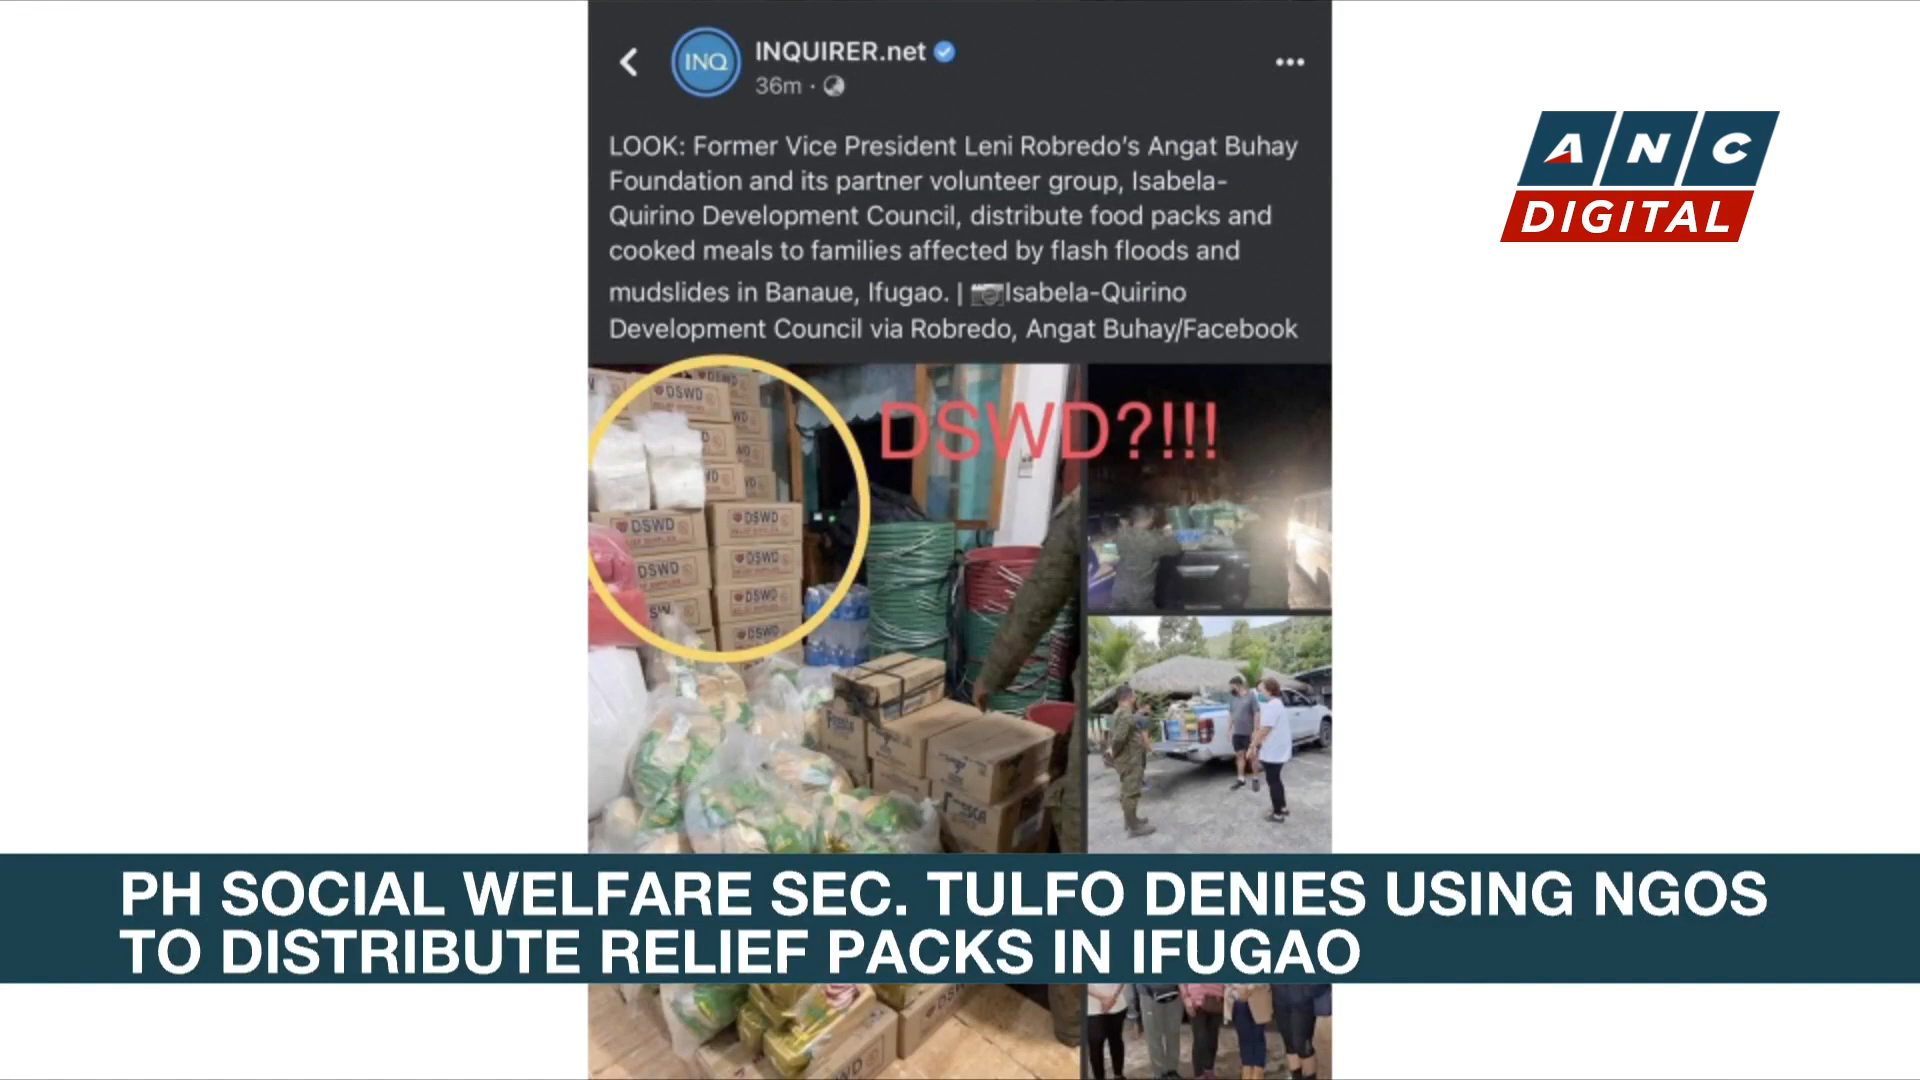 INQ
INQUIRER.net
36m ·
LOOK: Former Vice President Leni Robredo's Angat Buhay
Foundation and its partner volunteer group, Isabela-
Quirino Development Council, distribute food packs and
cooked meals to families affected by flash floods and
mudslides in Banaue, Ifugao. | Isabela-Quirino
Development Council via Robredo, Angat Buhay/Facebook
ANC
DIGITAL
DSWD?!!!
DSWD
DSWD
DSWD
DSWD
DSWD
DSWD
DSWD
DSWD
PH SOCIAL WELFARE SEC. TULFO DENIES USING NGOS
TO DISTRIBUTE RELIEF PACKS IN IFUGAO